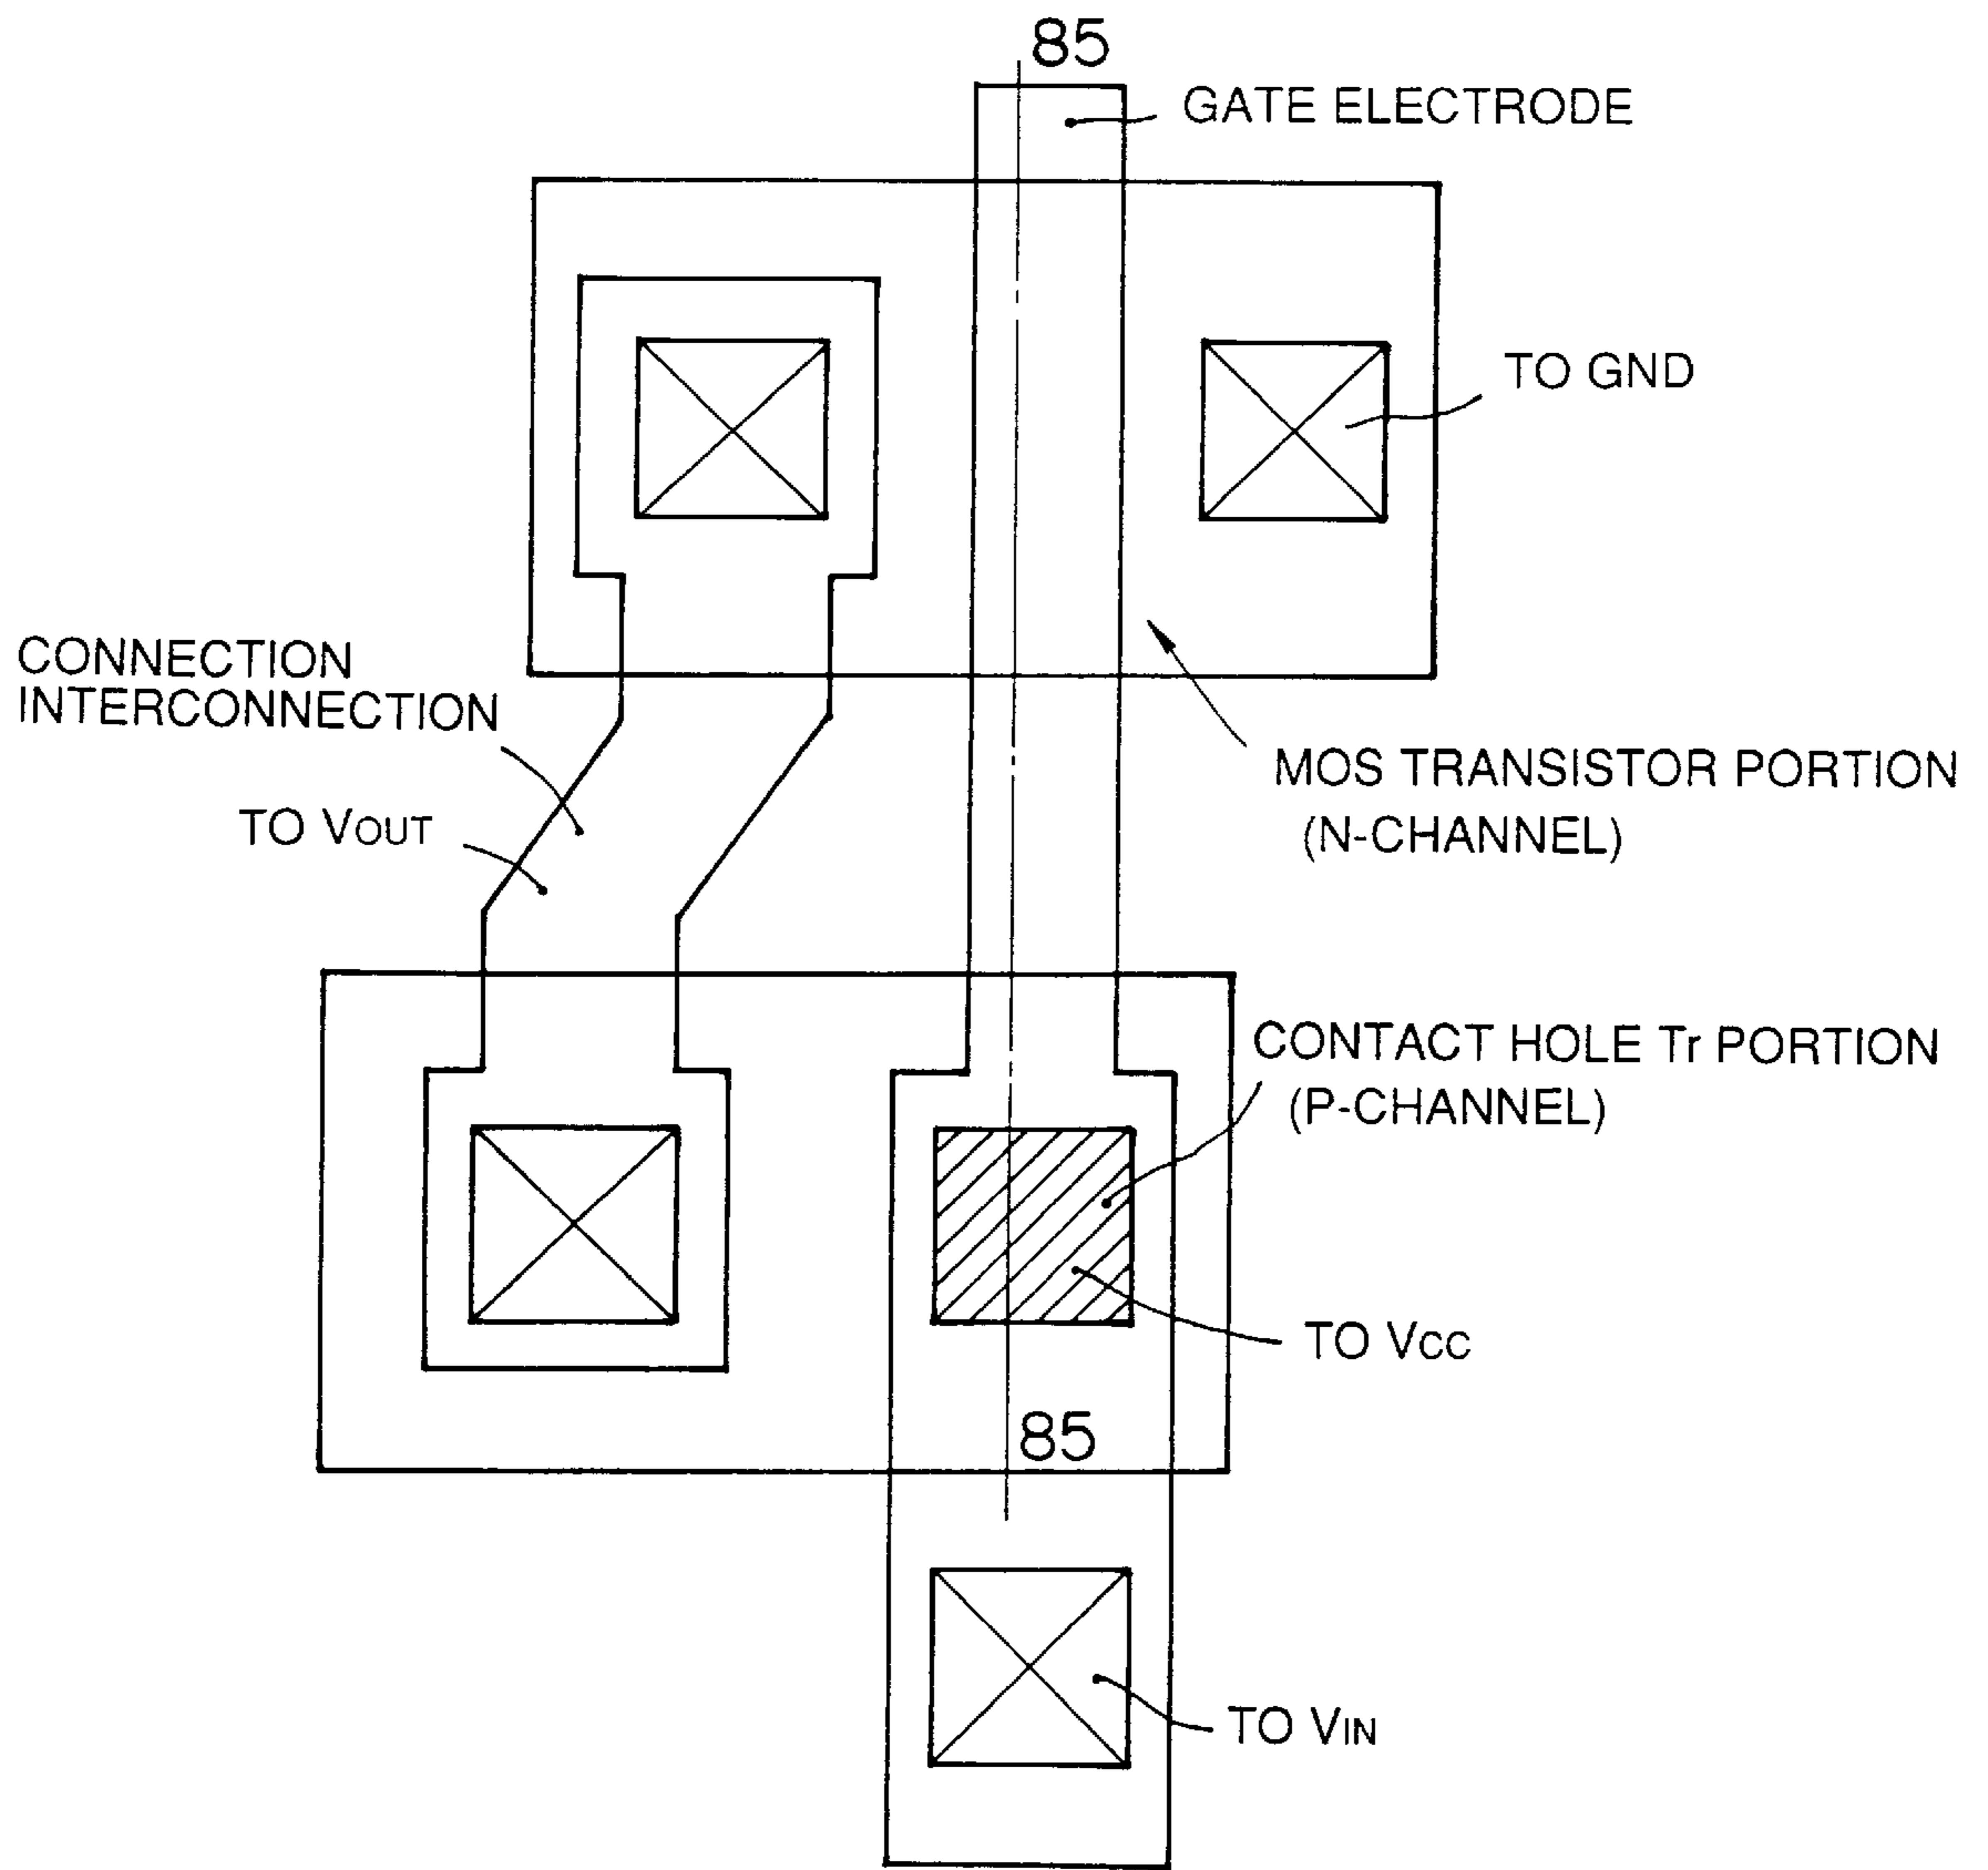 85
GATE ELECTRODE
TO GND
CONNECTION
INTERCONNECTION
TO VOUT
MOS TRANSISTOR PORTION
(N-CHANNEL)
CONTACT HOLE Tr PORTION
(P-CHANNEL)
TO VCC
85
TO VIN